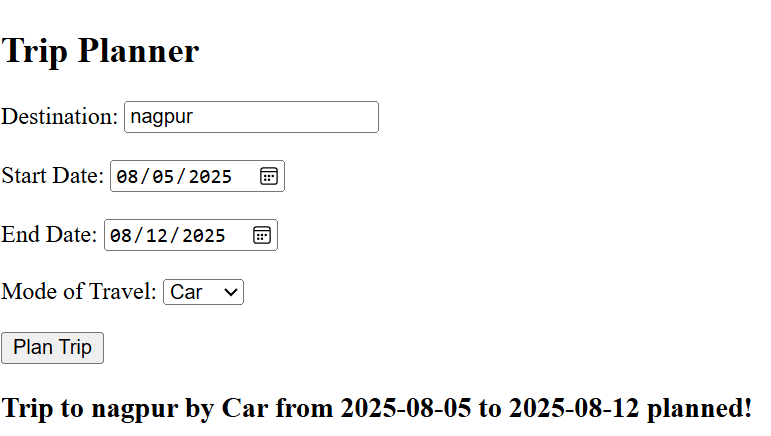 Trip Planner
Destination: nagpur
Start Date: 08/05/2025
End Date: 08/12/2025
Mode of Travel: Car
Plan Trip
Trip to nagpur by Car from 2025-08-05 to 2025-08-12 planned!